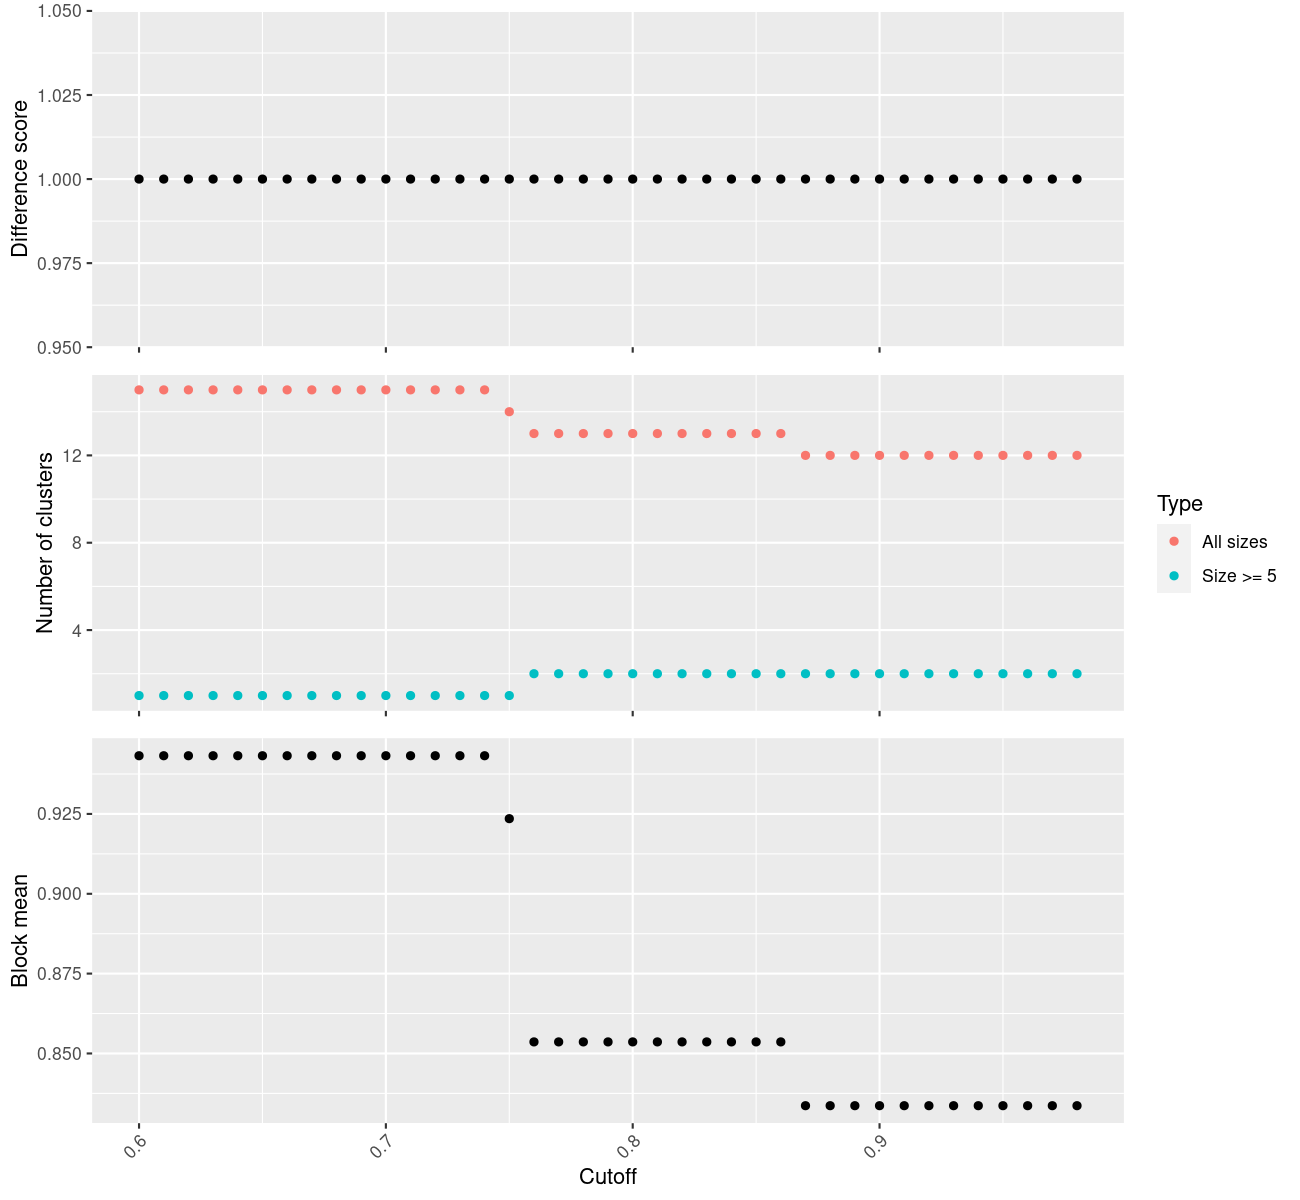 1.050
1.025
1.000
0.975
0.950
Difference score
12
8
4
Number of clusters
Type
All sizes
Size >= 5
0.925
0.900
0.875
0.850
Block mean
0.6
0.7
0.8
0.9
Cutoff